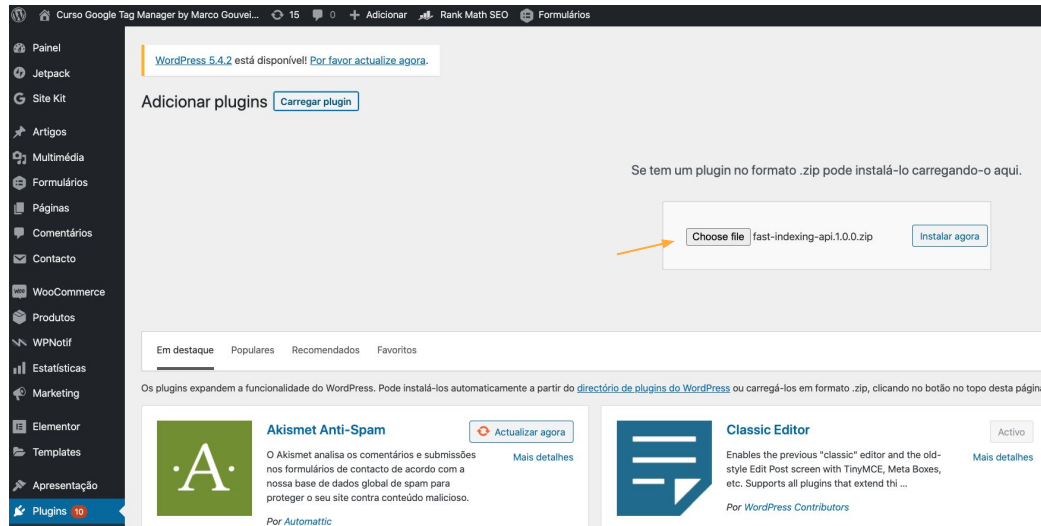 Curso Google Tag Manager by Marco Gouvei... 15 0 + Adicionar Rank Math SEO Formulários
Painel
Jetpack
Site Kit
Artigos
Multimédia
Formulários
Páginas
Comentários
Contacto
WooCommerce
Produtos
WPNotif
Estatísticas
Marketing
Elementor
Templates
Apresentação
Plugins 10
WordPress 5.4.2 está disponível! Por favor actualize agora.
Adicionar plugins Carregar plugin
Se tem um plugin no formato .zip pode instalá-lo carregando-o aqui.
Choose file fast-indexing-api.1.0.0.zip Instalar agora
Em destaque Populares Recomendados Favoritos
Os plugins expandem a funcionalidade do WordPress. Pode instalá-los automaticamente a partir do directório de plugins do WordPress ou carregá-los em formato .zip, clicando no botão no topo desta págin
·A·
Akismet Anti-Spam
Actualizar agora
Mais detalhes
O Akismet analisa os comentários e submissões
nos formulários de contacto de acordo com a
nossa base de dados global de spam para
proteger o seu site contra conteúdo malicioso.
Por Automattic
Classic Editor
Activo
Mais detalhes
Enables the previous "classic" editor and the old-
style Edit Post screen with TinyMCE, Meta Boxes,
etc. Supports all plugins that extend thi ...
Por WordPress Contributors